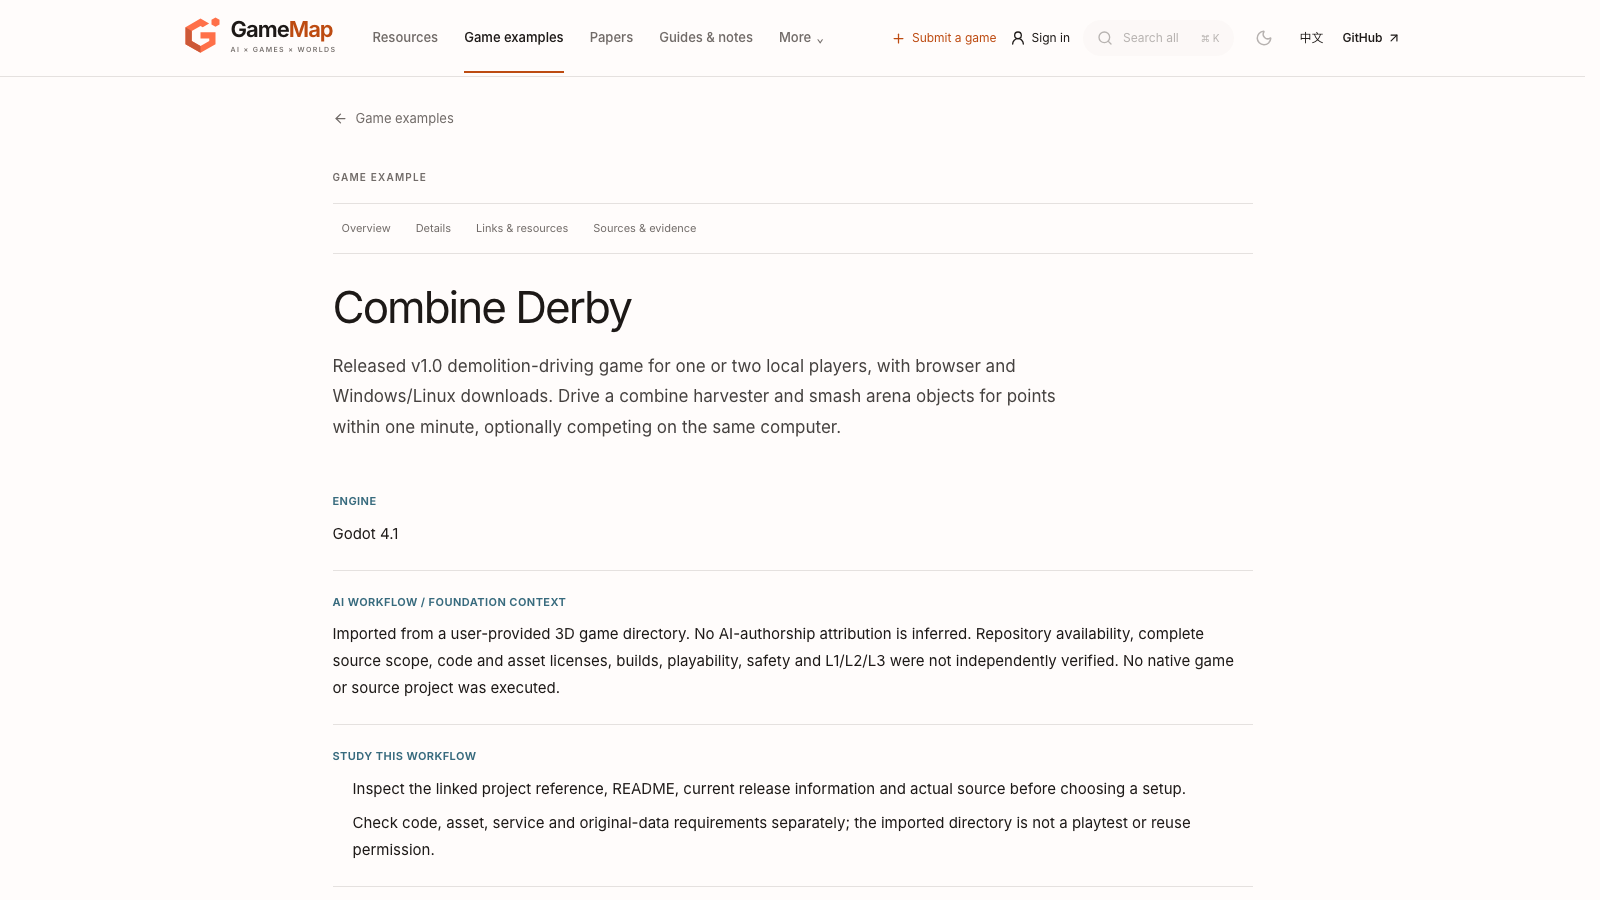 GameMap
AI × GAMES × WORLDS
Resources
Game examples
Papers
Guides & notes
More
Submit a game
Sign in
Search all
⌘ K
中文
GitHub
Game examples
GAME EXAMPLE
Overview
Details
Links & resources
Sources & evidence
Combine Derby
Released v1.0 demolition-driving game for one or two local players, with browser and
Windows/Linux downloads. Drive a combine harvester and smash arena objects for points
within one minute, optionally competing on the same computer.
ENGINE
Godot 4.1
AI WORKFLOW / FOUNDATION CONTEXT
Imported from a user-provided 3D game directory. No AI-authorship attribution is inferred. Repository availability, complete
source scope, code and asset licenses, builds, playability, safety and L1/L2/L3 were not independently verified. No native game
or source project was executed.
STUDY THIS WORKFLOW
Inspect the linked project reference, README, current release information and actual source before choosing a setup.
Check code, asset, service and original-data requirements separately; the imported directory is not a playtest or reuse
permission.